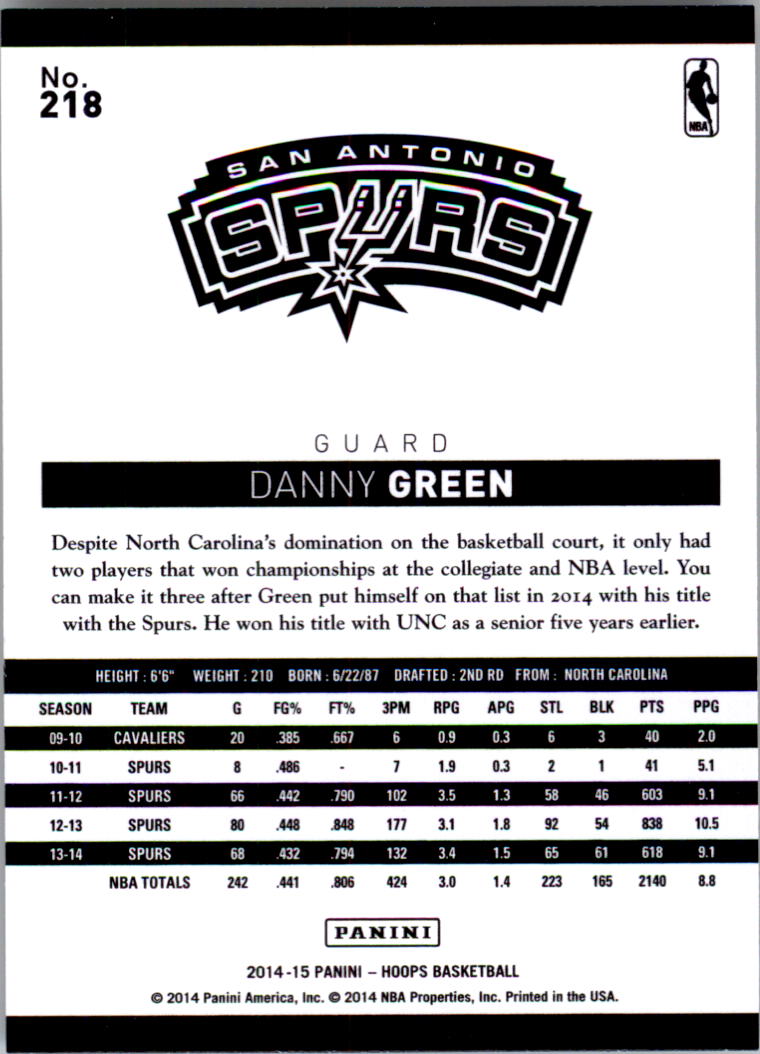 No.
218
NBA
SAN ANTONIO
SPURS
GUARD
DANNY GREEN
Despite North Carolina's domination on the basketball court, it only had
two players that won championships at the collegiate and NBA level. You
can make it three after Green put himself on that list in 2014 with his title
with the Spurs. He won his title with UNC as a senior five years earlier.
HEIGHT : 6'6" WEIGHT : 210 BORN : 6/22/87 DRAFTED : 2ND RD FROM : NORTH CAROLINA
SEASON TEAM G FG% FT% 3PM RPG APG STL BLK PTS PPG
09-10 CAVALIERS 20 .385 .667 6 0.9 0.3 6 3 40 2.0
10-11 SPURS 8 .486 - 7 1.9 0.3 2 1 41 5.1
11-12 SPURS 66 .442 .790 102 3.5 1.3 58 46 603 9.1
12-13 SPURS 80 .448 .848 177 3.1 1.8 92 54 838 10.5
13-14 SPURS 68 .432 .794 132 3.4 1.5 65 61 618 9.1
NBA TOTALS 242 .441 .806 424 3.0 1.4 223 165 2140 8.8
PANINI
2014-15 PANINI – HOOPS BASKETBALL
© 2014 Panini America, Inc. © 2014 NBA Properties, Inc. Printed in the USA.